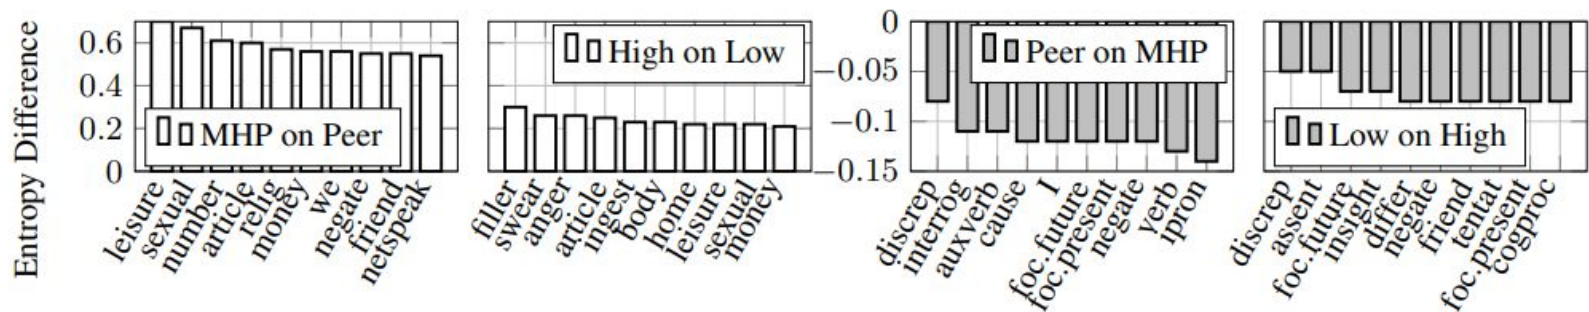 Entropy Difference
0.6
0.4
0.2
0
MHP on Peer
leisure
sexual
number
article
relig
money
we
negate
friend
netspeak
High on Low
filler
swear
anger
article
ingest
body
home
leisure
sexual
money
0
−0.05
−0.1
−0.15
Peer on MHP
discrep
interrog
auxverb
cause
I
foc.future
foc.present
negate
verb
ipron
Low on High
discrep
assent
foc.future
insight
differ
negate
friend
tentat
foc.present
cogproc